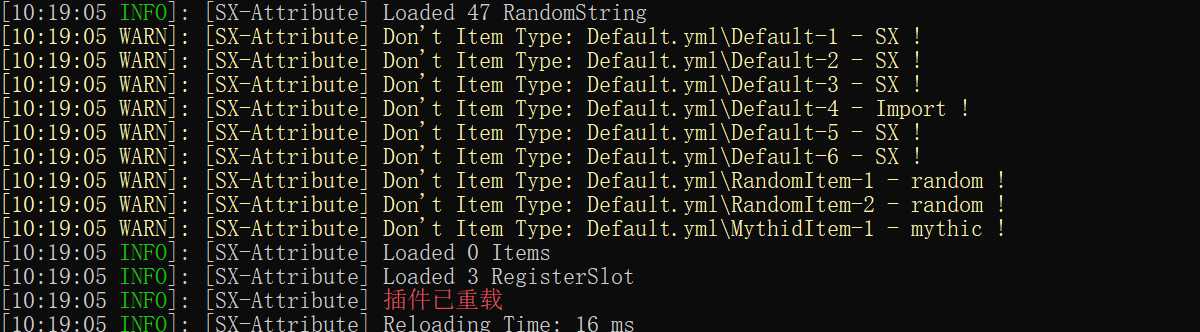 [10:19:05 INFO]: [SX-Attribute] Loaded 47 RandomString
[10:19:05 WARN]: [SX-Attribute] Don't Item Type: Default.yml\Default-1 - SX !
[10:19:05 WARN]: [SX-Attribute] Don't Item Type: Default.yml\Default-2 - SX !
[10:19:05 WARN]: [SX-Attribute] Don't Item Type: Default.yml\Default-3 - SX !
[10:19:05 WARN]: [SX-Attribute] Don't Item Type: Default.yml\Default-4 - Import !
[10:19:05 WARN]: [SX-Attribute] Don't Item Type: Default.yml\Default-5 - SX !
[10:19:05 WARN]: [SX-Attribute] Don't Item Type: Default.yml\Default-6 - SX !
[10:19:05 WARN]: [SX-Attribute] Don't Item Type: Default.yml\RandomItem-1 - random !
[10:19:05 WARN]: [SX-Attribute] Don't Item Type: Default.yml\RandomItem-2 - random !
[10:19:05 WARN]: [SX-Attribute] Don't Item Type: Default.yml\MythidItem-1 - mythic !
[10:19:05 INFO]: [SX-Attribute] Loaded 0 Items
[10:19:05 INFO]: [SX-Attribute] Loaded 3 RegisterSlot
[10:19:05 INFO]: [SX-Attribute] 插件已重载
[10:19:05 INFO]: [SX-Attribute] Reloading Time: 16 ms